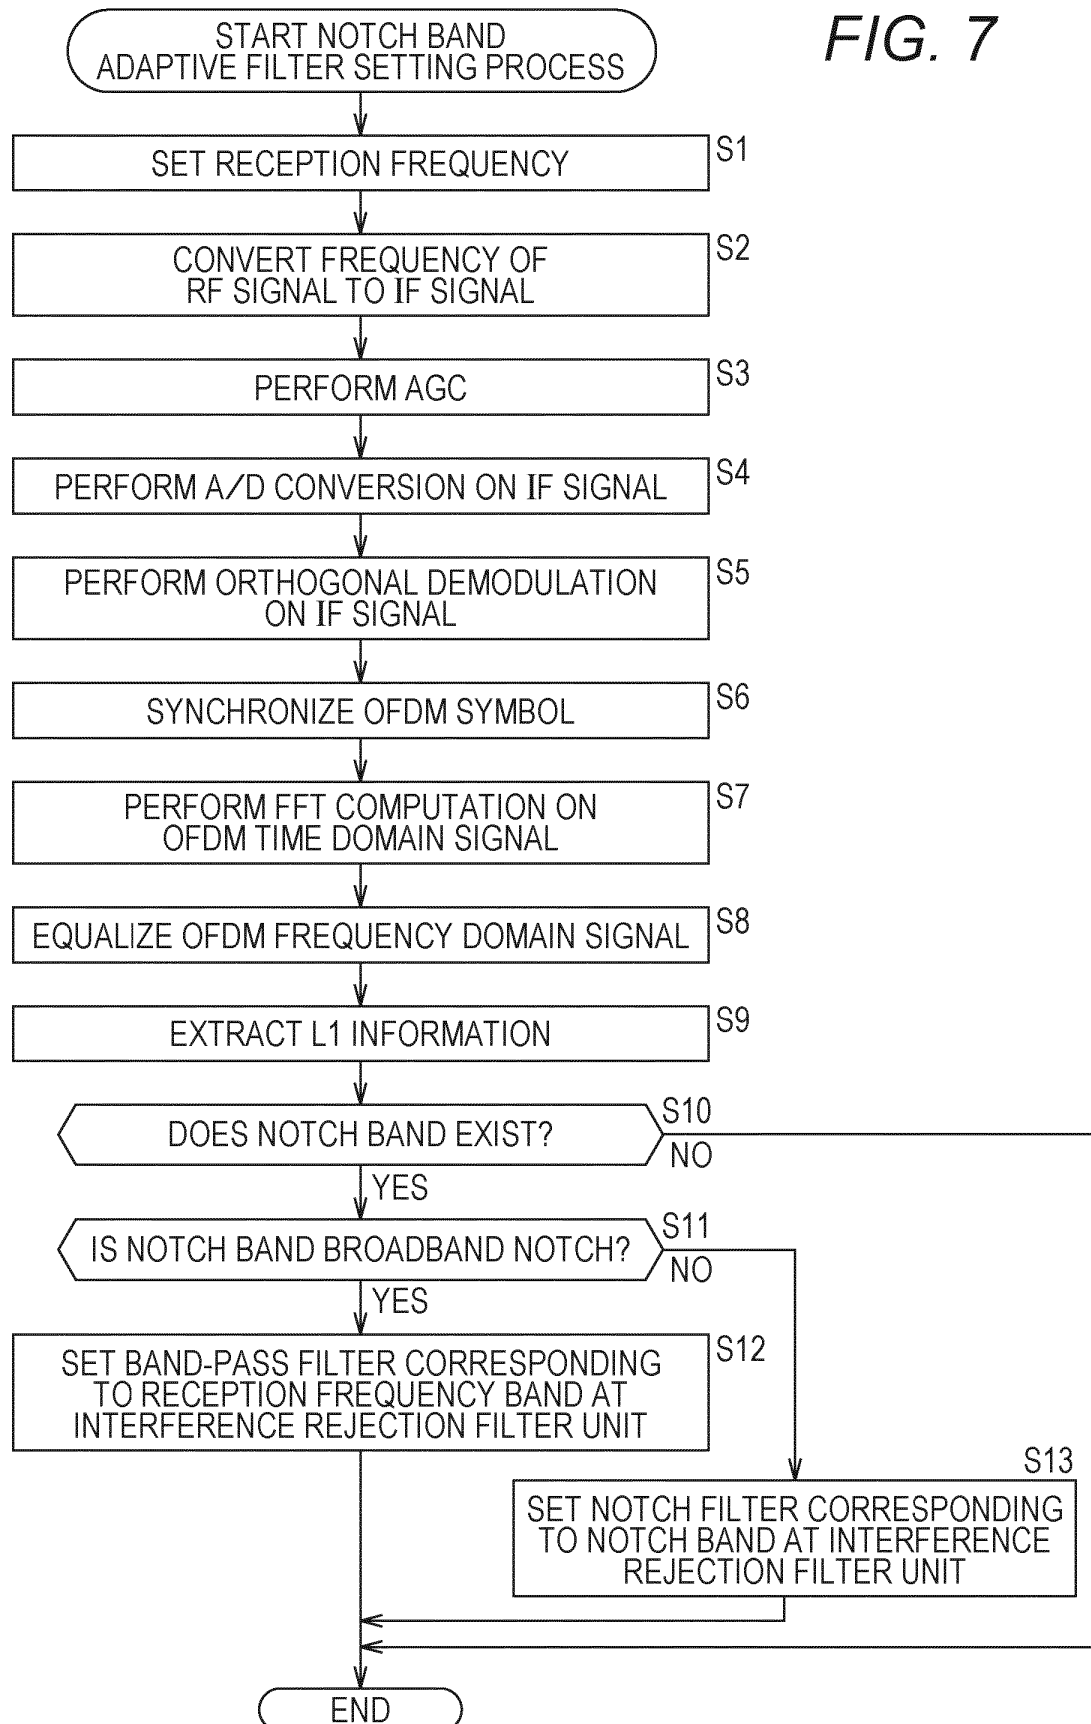 FIG. 7
START NOTCH BAND
ADAPTIVE FILTER SETTING PROCESS
S1
SET RECEPTION FREQUENCY
S2
CONVERT FREQUENCY OF
RF SIGNAL TO IF SIGNAL
S3
PERFORM AGC
S4
PERFORM A/D CONVERSION ON IF SIGNAL
S5
PERFORM ORTHOGONAL DEMODULATION
ON IF SIGNAL
S6
SYNCHRONIZE OFDM SYMBOL
S7
PERFORM FFT COMPUTATION ON
OFDM TIME DOMAIN SIGNAL
S8
EQUALIZE OFDM FREQUENCY DOMAIN SIGNAL
S9
EXTRACT L1 INFORMATION
S10
DOES NOTCH BAND EXIST?
NO
YES
S11
IS NOTCH BAND BROADBAND NOTCH?
NO
YES
S12
SET BAND-PASS FILTER CORRESPONDING
TO RECEPTION FREQUENCY BAND AT
INTERFERENCE REJECTION FILTER UNIT
S13
SET NOTCH FILTER CORRESPONDING
TO NOTCH BAND AT INTERFERENCE
REJECTION FILTER UNIT
END